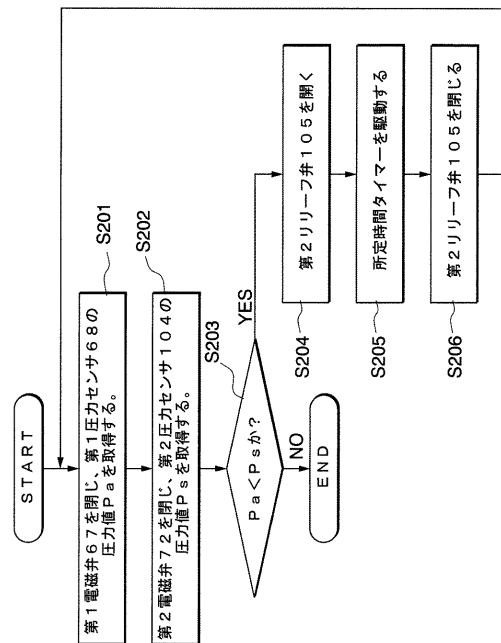 START
S201
第1電磁弁67を閉じ、第1圧力センサ68の
圧力値Paを取得する。
S202
第2電磁弁72を閉じ、第2圧力センサ104の
圧力値Psを取得する。
S203
Pa<Psか?
YES
NO
END
S204
第2リリーフ弁105を開く
S205
所定時間タイマーを駆動する
S206
第2リリーフ弁105を閉じる